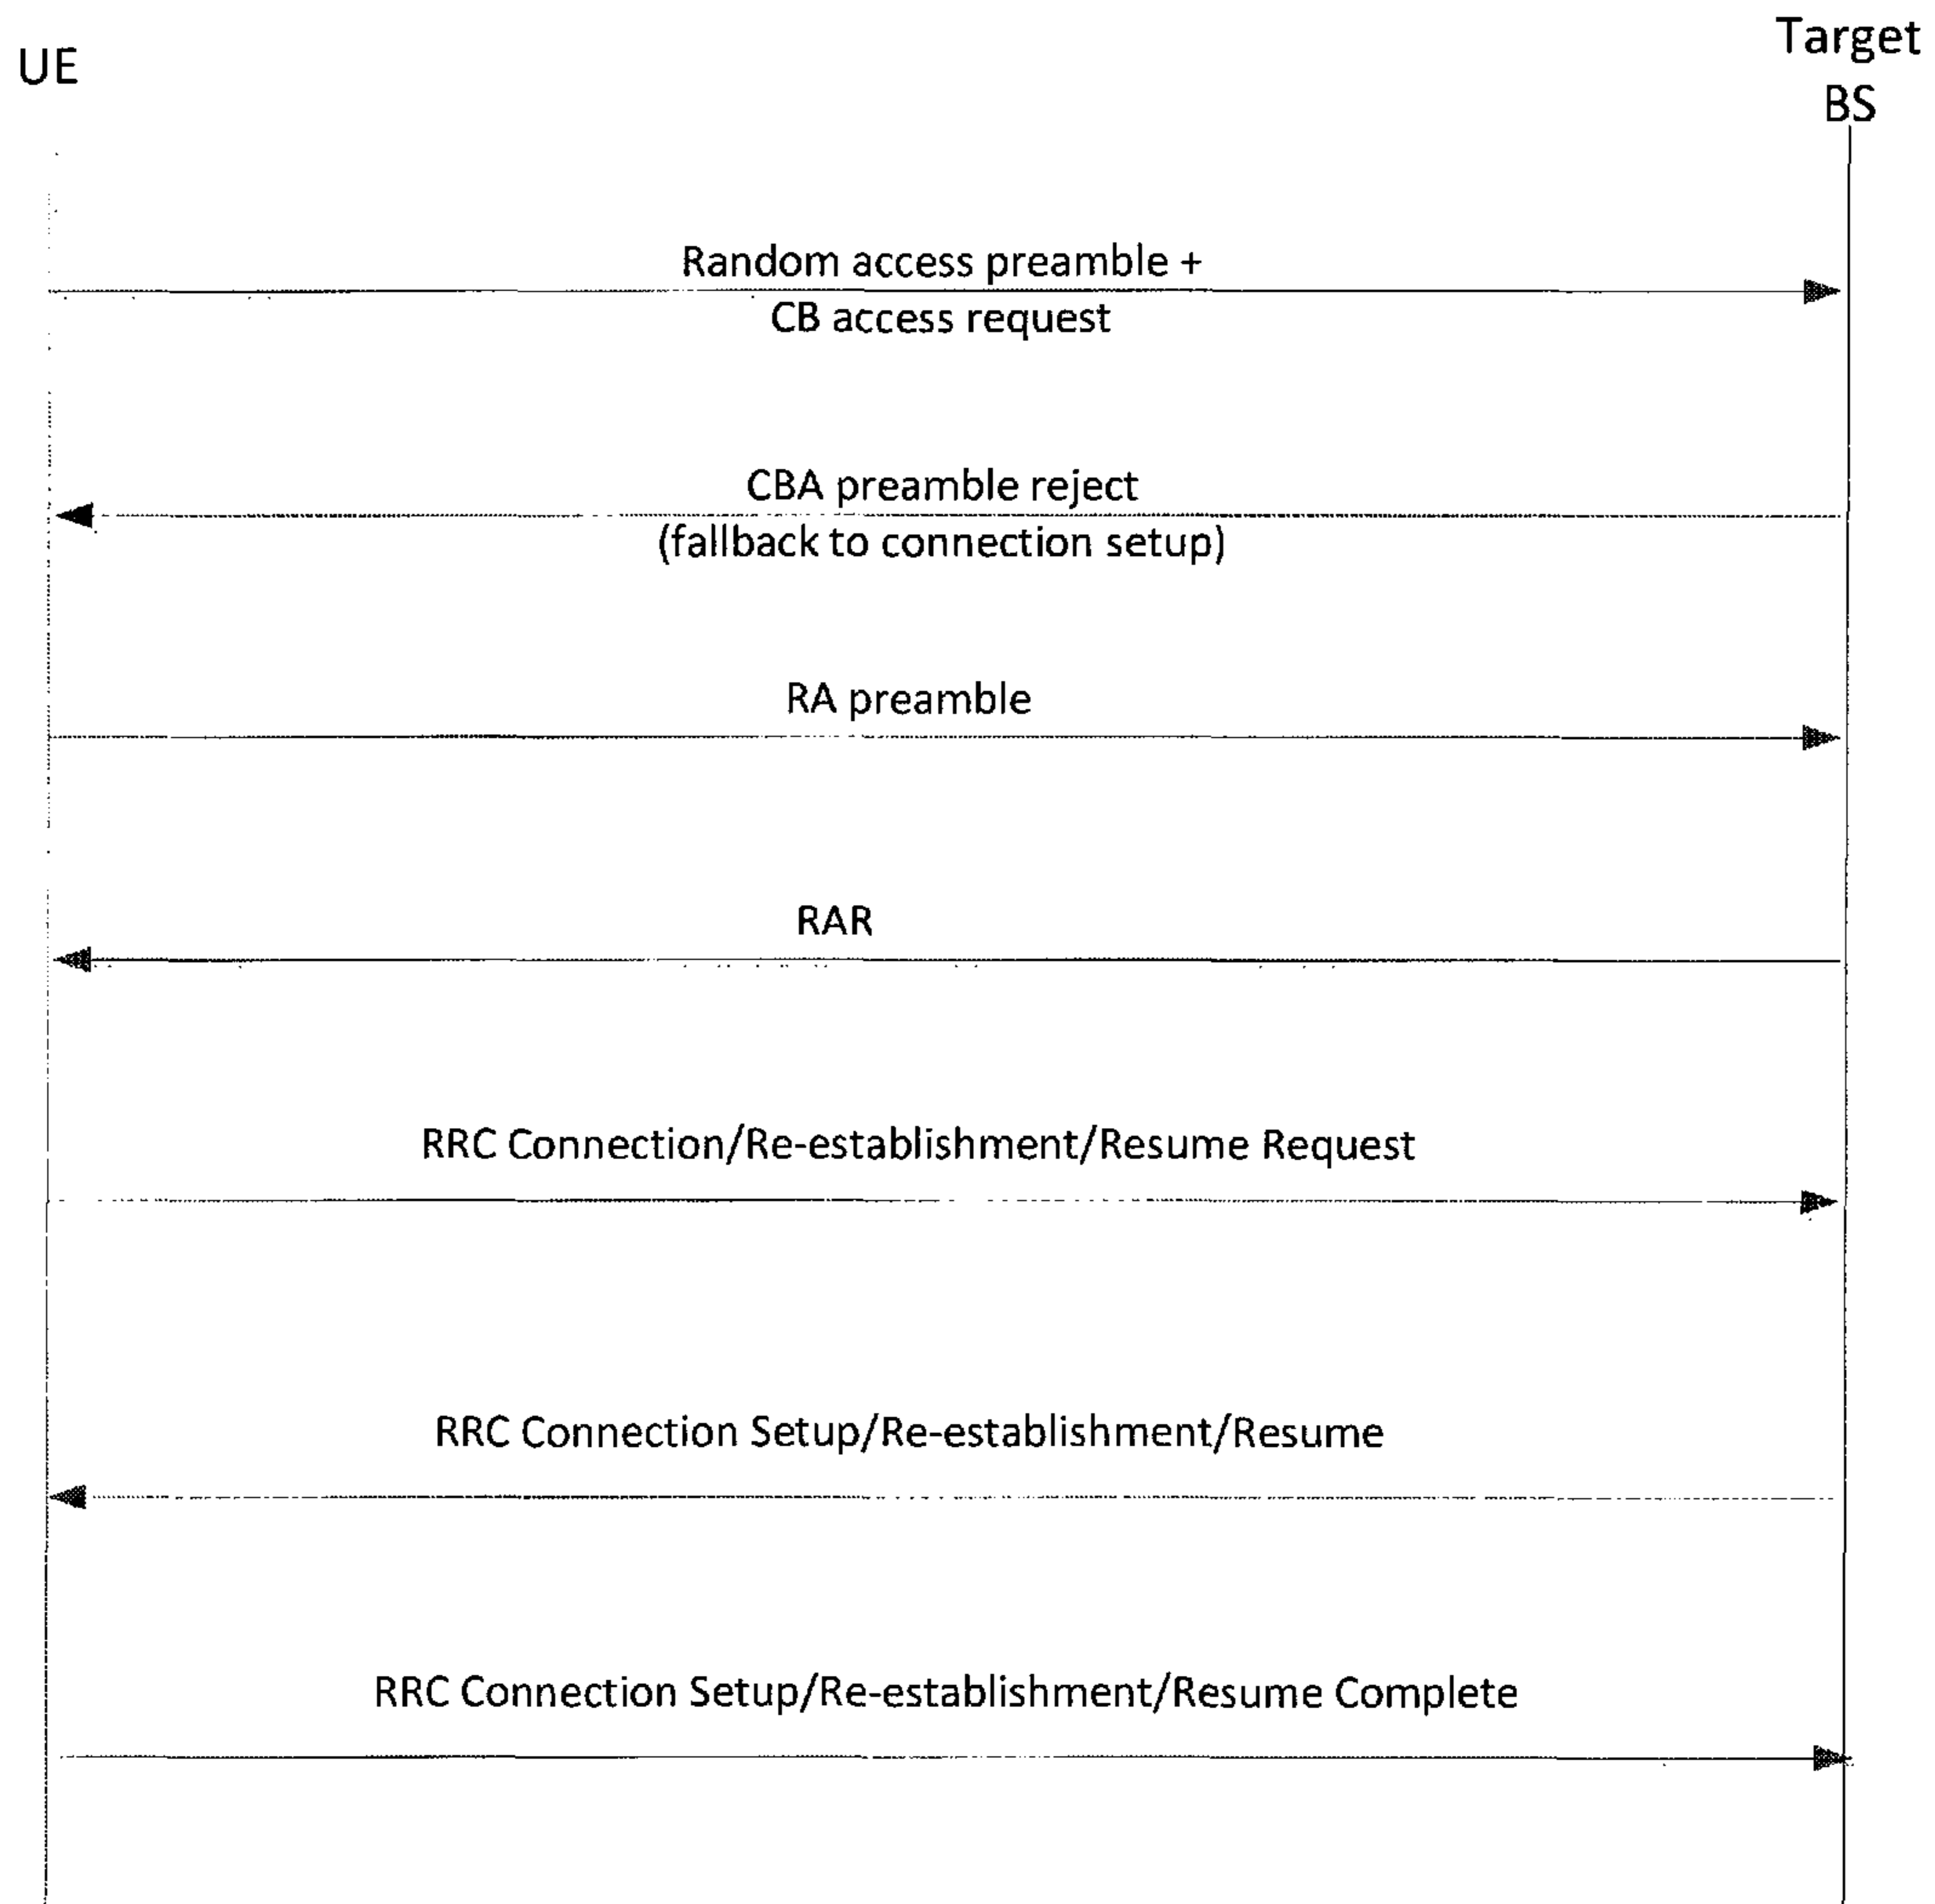 UE
Target
BS
Random access preamble +
CB access request
CBA preamble reject
(fallback to connection setup)
RA preamble
RAR
RRC Connection/Re-establishment/Resume Request
RRC Connection Setup/Re-establishment/Resume
RRC Connection Setup/Re-establishment/Resume Complete